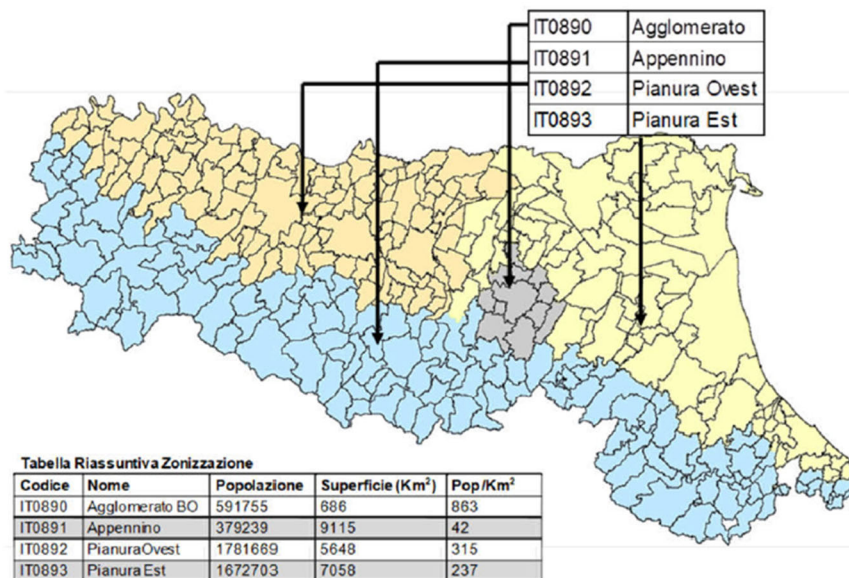 IT0890 Agglomerato
IT0891 Appennino
IT0892 Pianura Ovest
IT0893 Pianura Est
Tabella Riassuntiva Zonizzazione
Codice Nome Popolazione Superficie (Km²) Pop/Km²
IT0890 Agglomerato BO 591755 686 863
IT0891 Appennino 379239 9115 42
IT0892 PianuraOvest 1781669 5648 315
IT0893 Pianura Est 1672703 7058 237